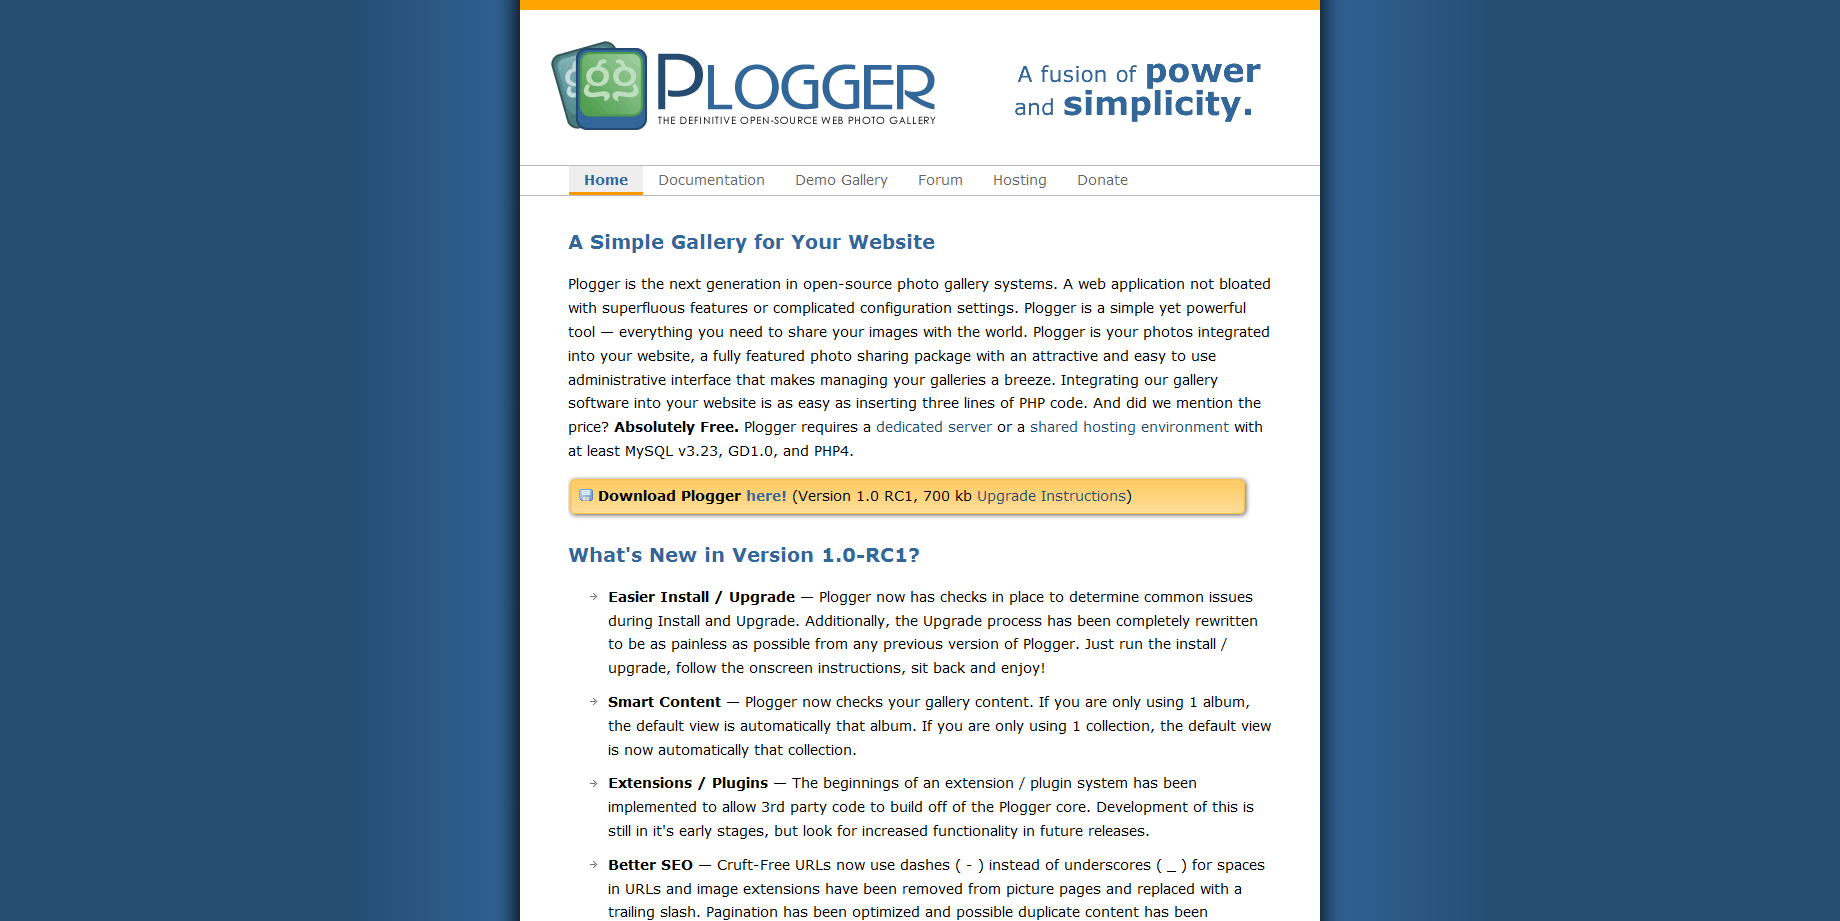 PLOGGER
THE DEFINITIVE OPEN-SOURCE WEB PHOTO GALLERY
A fusion of power
and simplicity.
Home Documentation Demo Gallery Forum Hosting Donate
A Simple Gallery for Your Website
Plogger is the next generation in open-source photo gallery systems. A web application not bloated
with superfluous features or complicated configuration settings. Plogger is a simple yet powerful
tool — everything you need to share your images with the world. Plogger is your photos integrated
into your website, a fully featured photo sharing package with an attractive and easy to use
administrative interface that makes managing your galleries a breeze. Integrating our gallery
software into your website is as easy as inserting three lines of PHP code. And did we mention the
price? Absolutely Free. Plogger requires a dedicated server or a shared hosting environment with
at least MySQL v3.23, GD1.0, and PHP4.
Download Plogger here! (Version 1.0 RC1, 700 kb Upgrade Instructions)
What's New in Version 1.0-RC1?
Easier Install / Upgrade — Plogger now has checks in place to determine common issues
during Install and Upgrade. Additionally, the Upgrade process has been completely rewritten
to be as painless as possible from any previous version of Plogger. Just run the install /
upgrade, follow the onscreen instructions, sit back and enjoy!
Smart Content — Plogger now checks your gallery content. If you are only using 1 album,
the default view is automatically that album. If you are only using 1 collection, the default view
is now automatically that collection.
Extensions / Plugins — The beginnings of an extension / plugin system has been
implemented to allow 3rd party code to build off of the Plogger core. Development of this is
still in it's early stages, but look for increased functionality in future releases.
Better SEO — Cruft-Free URLs now use dashes ( - ) instead of underscores ( _ ) for spaces
in URLs and image extensions have been removed from picture pages and replaced with a
trailing slash. Pagination has been optimized and possible duplicate content has been